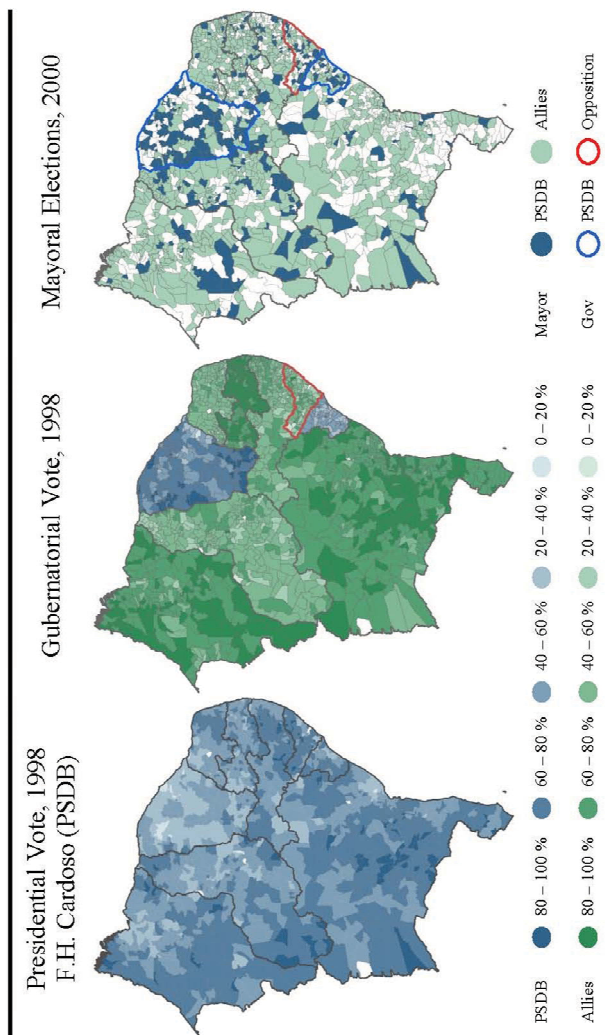 Presidential Vote, 1998
F.H. Cardoso (PSDB)
Gubernatorial Vote, 1998
Mayoral Elections, 2000
PSDB 80 – 100 % 60 – 80 % 40 – 60 % 20 – 40 % 0 – 20 % Mayor PSDB Allies
Allies 80 – 100 % 60 – 80 % 40 – 60 % 20 – 40 % 0 – 20 % Gov PSDB Opposition